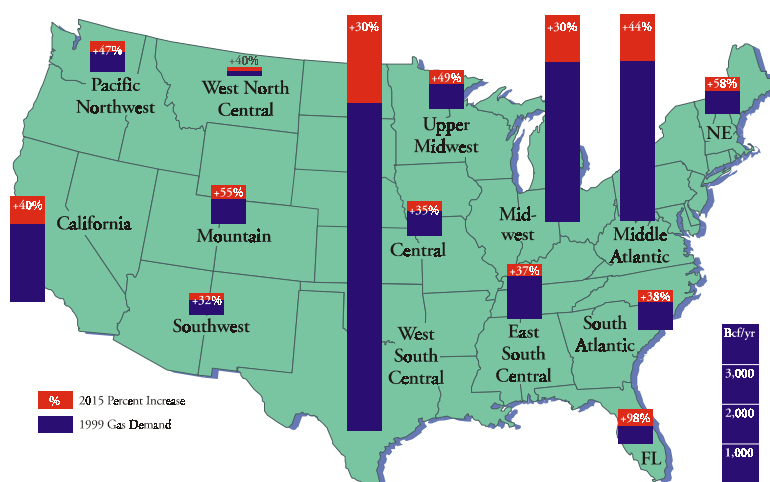 +30%
+30%
+44%
+47%
Pacific
Northwest
+40%
West North
Central
+49%
Upper
Midwest
+58%
NE
+40%
California
+55%
Mountain
+35%
Central
Mid-
west
Middle
Atlantic
+32%
Southwest
+37%
East
South
Central
+38%
South
Atlantic
West
South
Central
+98%
FL
% 2015 Percent Increase
1999 Gas Demand
Bcf/yr
3,000
2,000
1,000